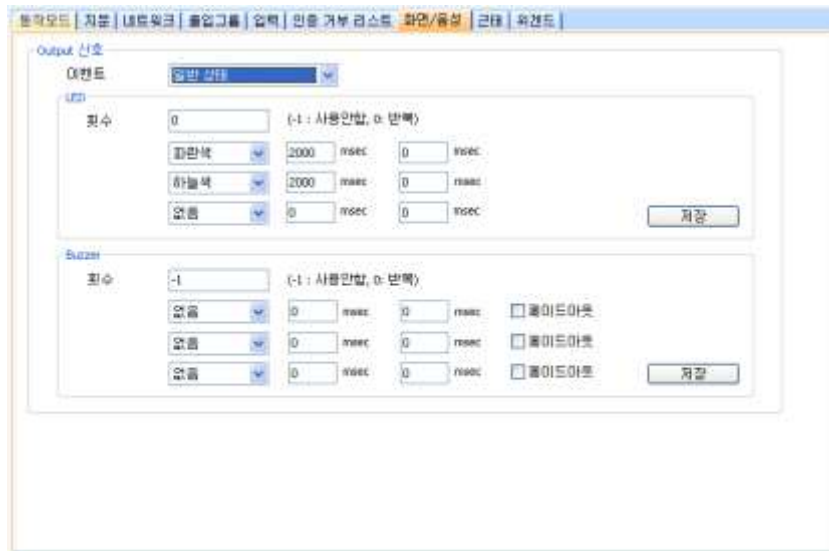 동작모드 | 지문 | 네트워크 | 출입그룹 | 입력 | 인증 거부 리스트 | 화면/음성 | 근태 | 위겐드 |
Output 신호
이벤트 일반 상태
LED
횟수 0 (-1 : 사용안함, 0: 반복)
파란색 2000 msec 0 msec
하늘색 2000 msec 0 msec
없음 0 msec 0 msec
저장
Buzzer
횟수 -1 (-1 : 사용안함, 0: 반복)
없음 0 msec 0 msec 페이드아웃
없음 0 msec 0 msec 페이드아웃
없음 0 msec 0 msec 페이드아웃
저장